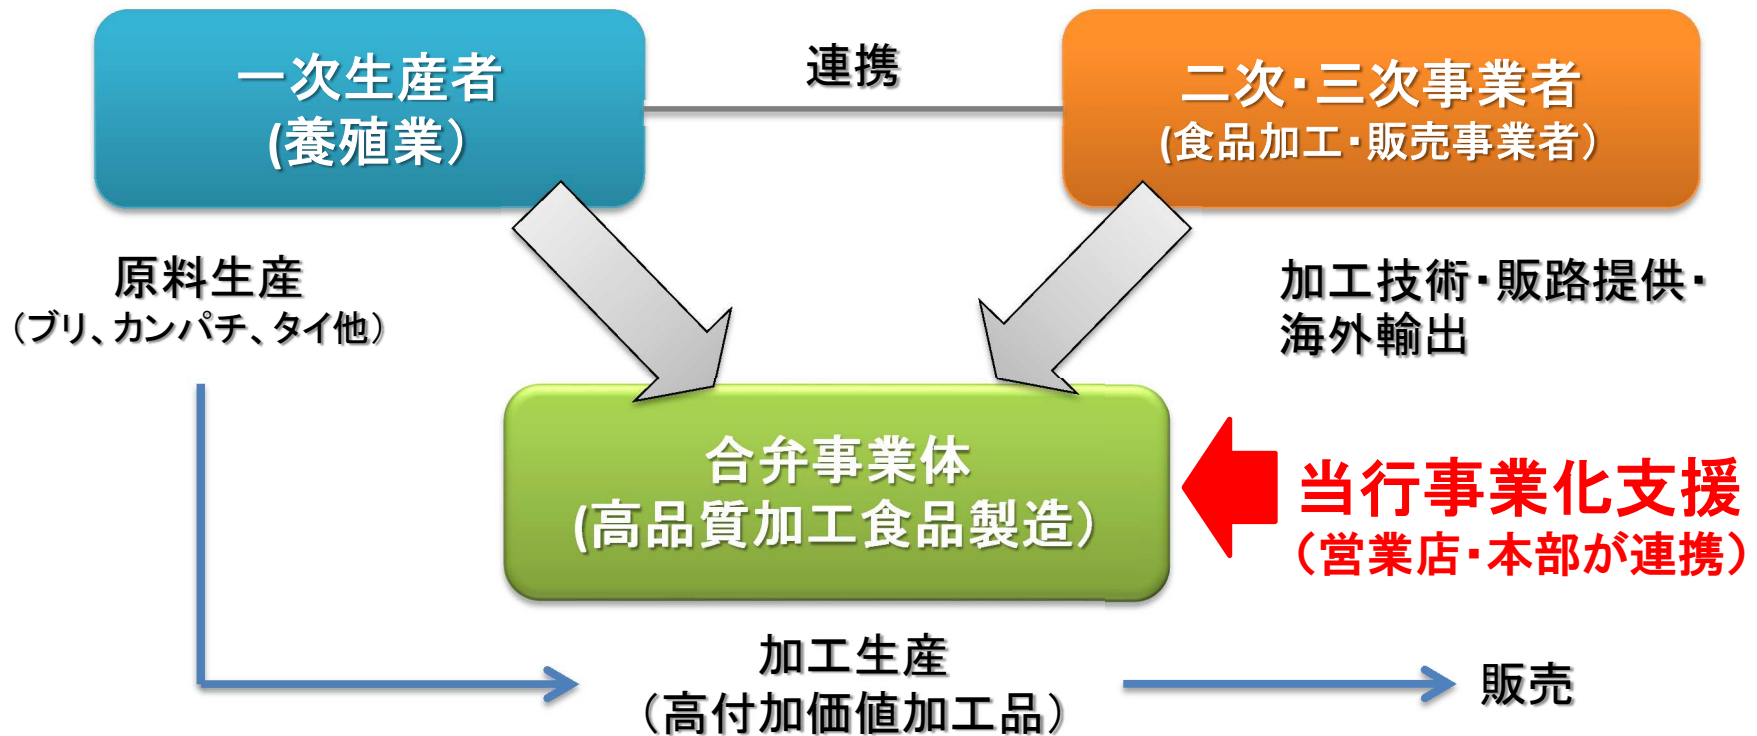 一次生産者
(養殖業)
連携
二次・三次事業者
(食品加工・販売事業者)
原料生産
(ブリ、カンパチ、タイ他)
加工技術・販路提供・
海外輸出
合弁事業体
(高品質加工食品製造)
当行事業化支援
(営業店・本部が連携)
加工生産
(高付加価値加工品)
販売